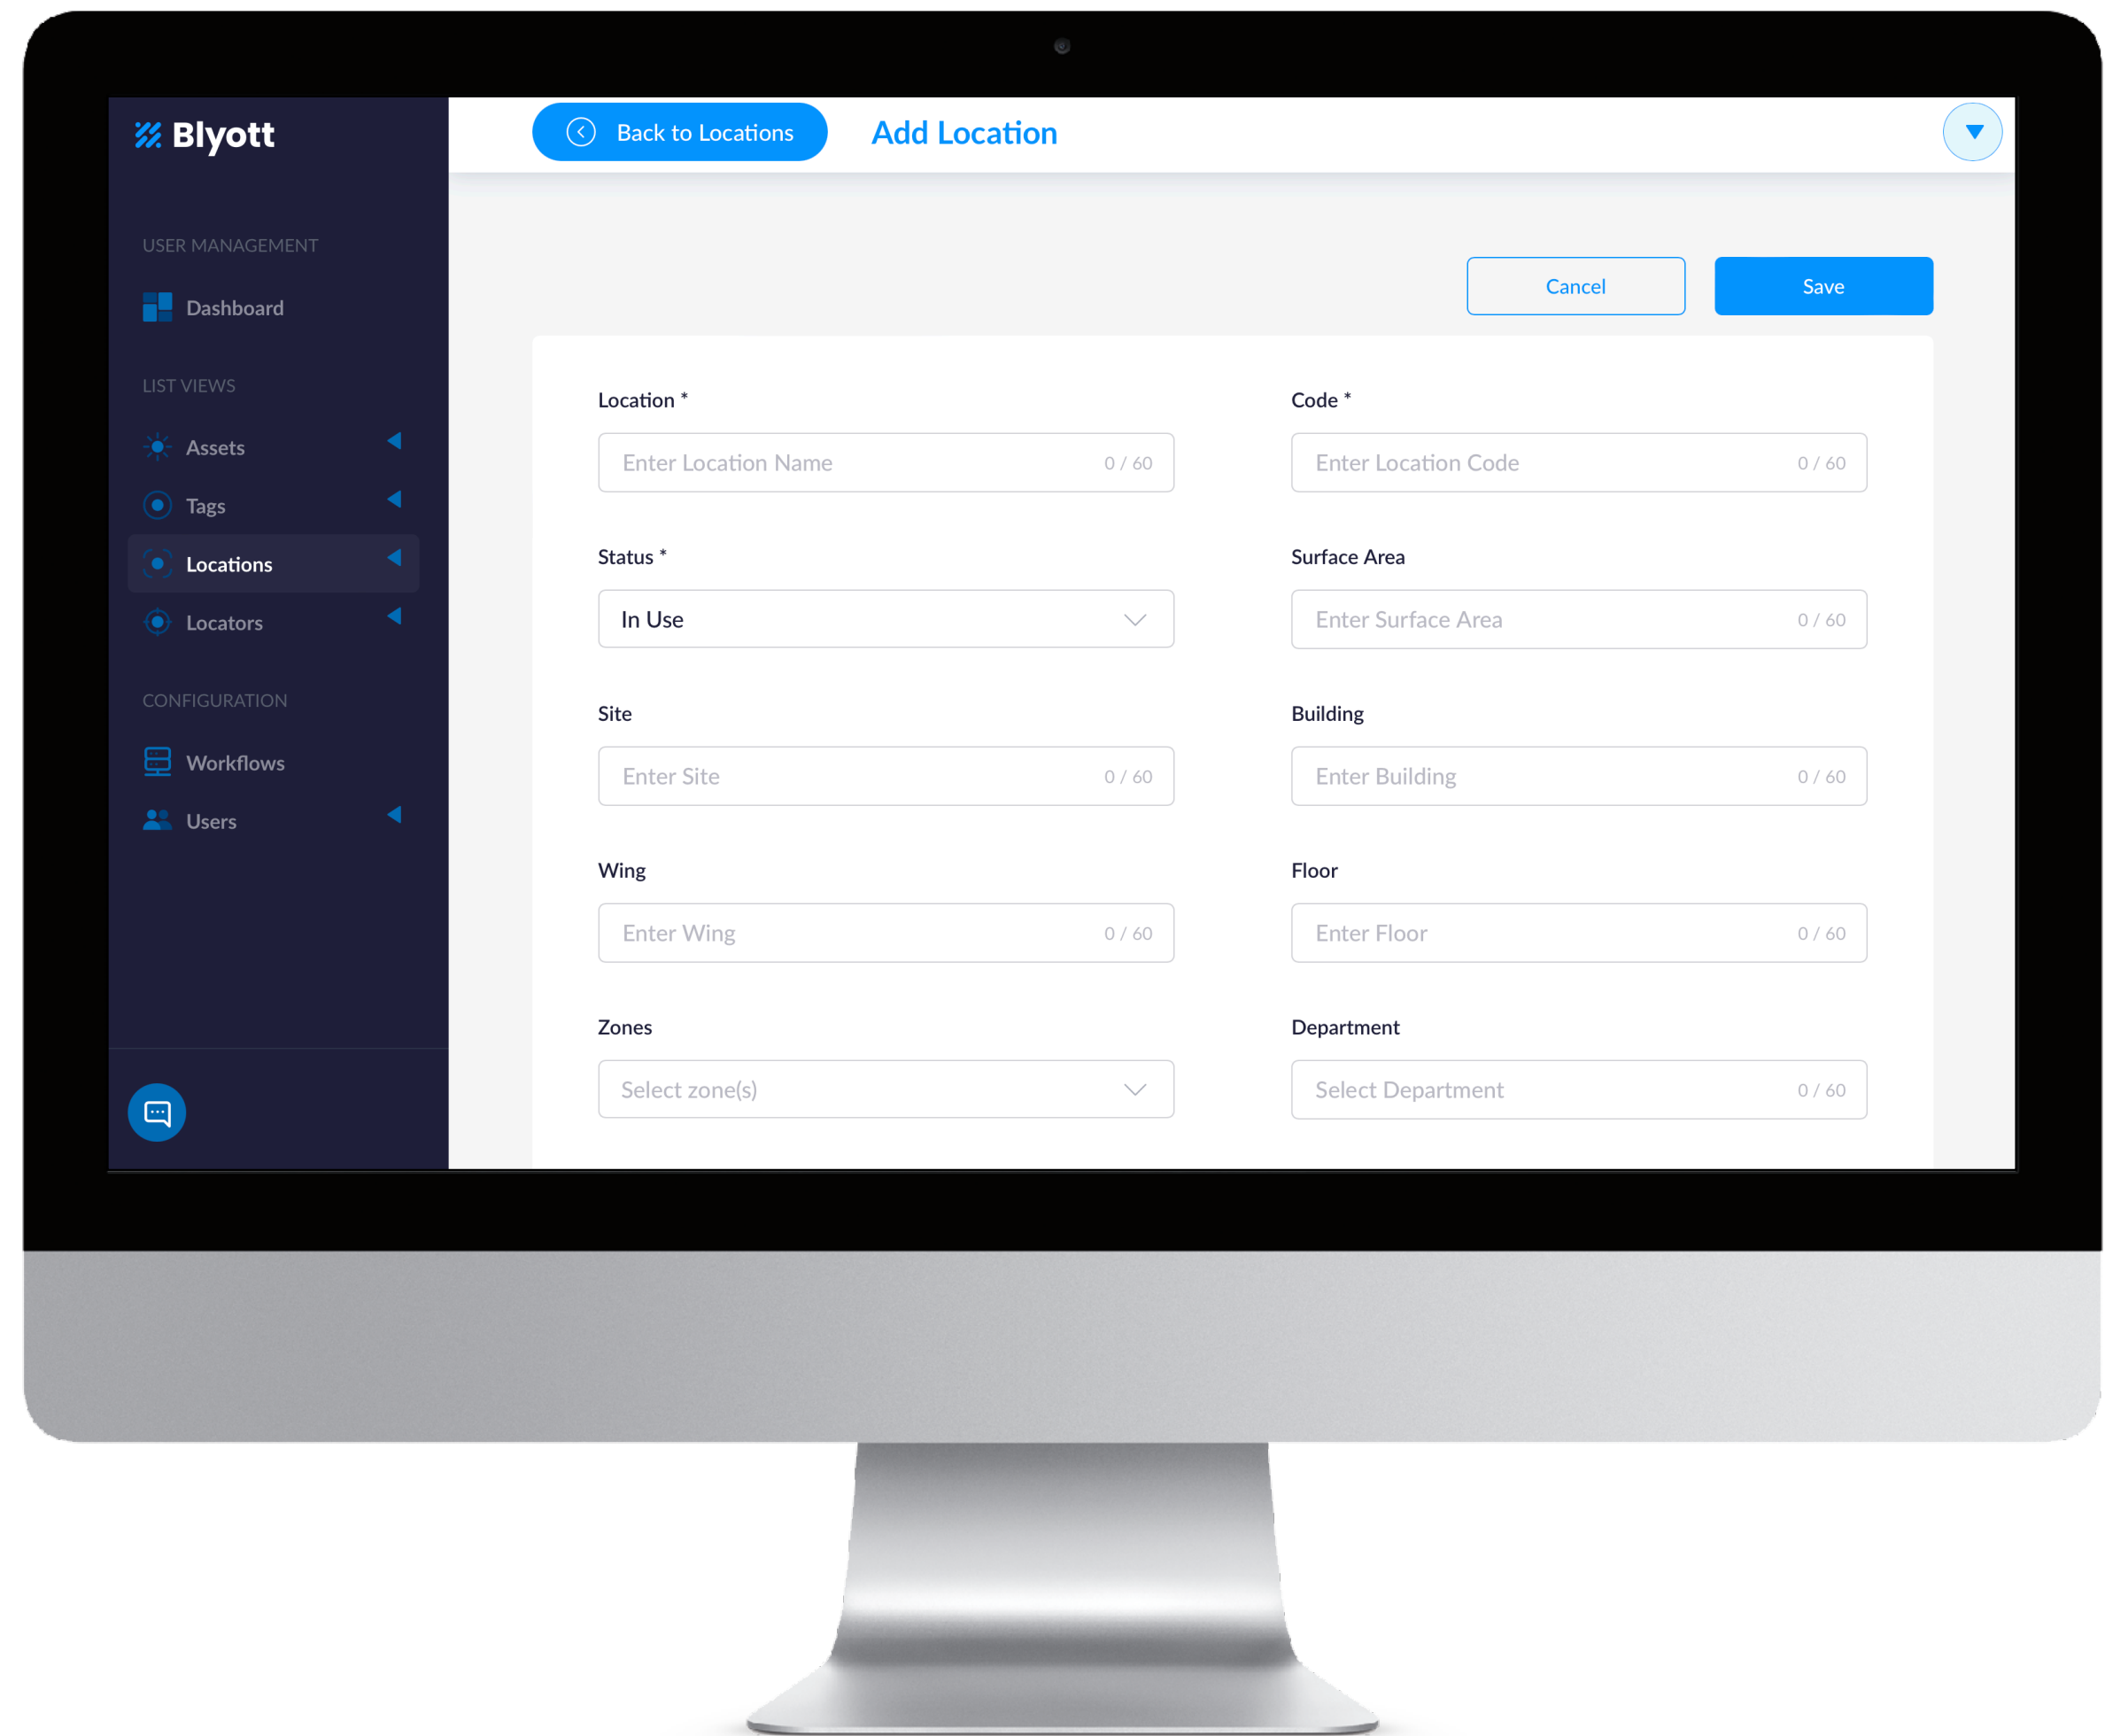 Blyott
Back to Locations
Add Location
USER MANAGEMENT
Dashboard
LIST VIEWS
Assets
Tags
Locations
Locators
CONFIGURATION
Workflows
Users
Cancel
Save
Location *
Code *
Enter Location Name 0 / 60
Enter Location Code 0 / 60
Status *
Surface Area
In Use
Enter Surface Area 0 / 60
Site
Building
Enter Site 0 / 60
Enter Building 0 / 60
Wing
Floor
Enter Wing 0 / 60
Enter Floor 0 / 60
Zones
Department
Select zone(s)
Select Department 0 / 60